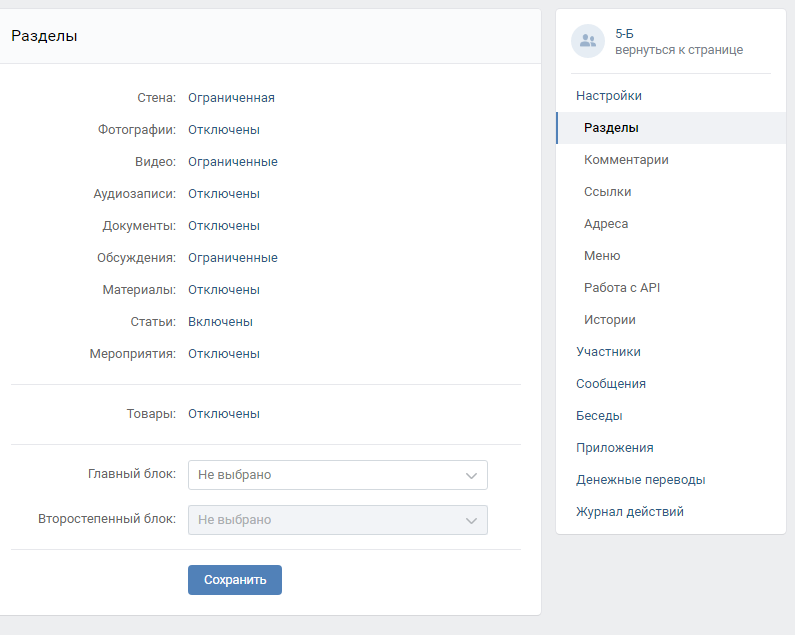 Разделы
Стена: Ограниченная
Фотографии: Отключены
Видео: Ограниченные
Аудиозаписи: Отключены
Документы: Отключены
Обсуждения: Ограниченные
Материалы: Отключены
Статьи: Включены
Мероприятия: Отключены
Товары: Отключены
Главный блок: Не выбрано
Второстепенный блок: Не выбрано
Сохранить
5-Б
вернуться к странице
Настройки
Разделы
Комментарии
Ссылки
Адреса
Меню
Работа с API
Истории
Участники
Сообщения
Беседы
Приложения
Денежные переводы
Журнал действий